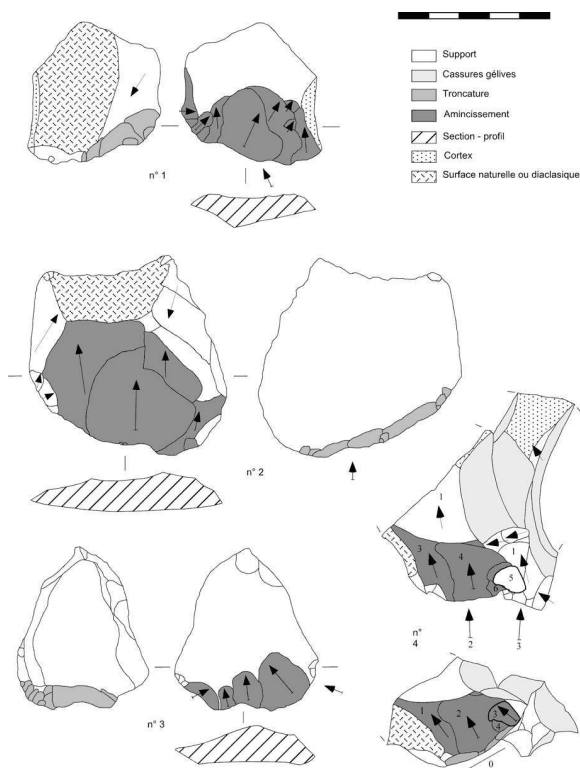 Support
Cassures gélives
Troncature
Amincissement
Section - profil
Cortex
Surface naturelle ou diaclasique
n° 1
n° 2
1
3
4
1
5
6
n°
4
2
3
n° 3
1
2
3
4
0